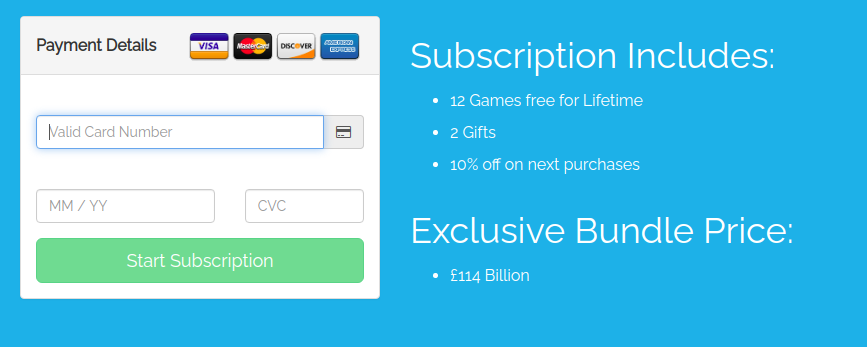 Payment Details
VISA MasterCard DISCOVER AMERICAN EXPRESS
Valid Card Number
MM / YY
CVC
Start Subscription
Subscription Includes:
12 Games free for Lifetime
2 Gifts
10% off on next purchases
Exclusive Bundle Price:
£114 Billion